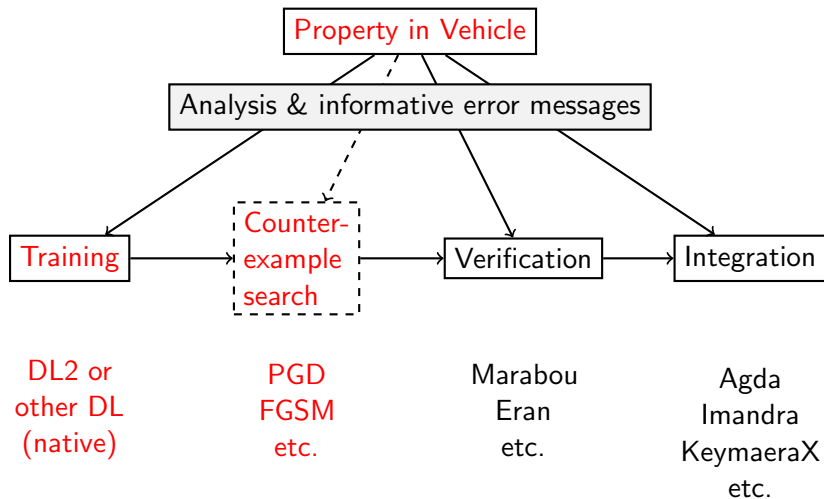 Property in Vehicle
Analysis & informative error messages
Training
Counter-
example
search
Verification
Integration
DL2 or
other DL
(native)
PGD
FGSM
etc.
Marabou
Eran
etc.
Agda
Imandra
KeymaeraX
etc.